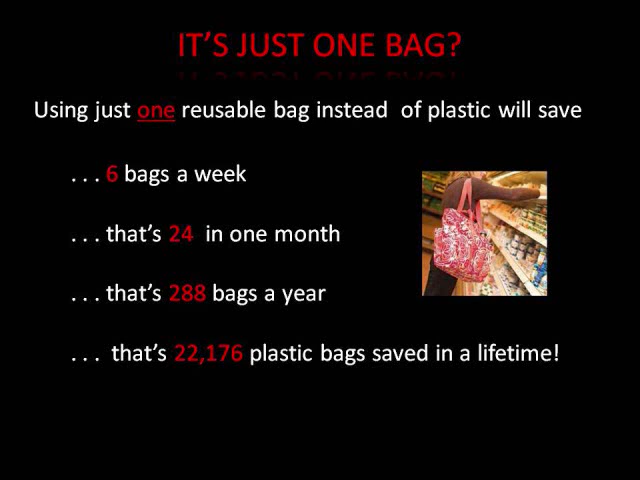 IT’S JUST ONE BAG?
Using just one reusable bag instead  of plastic will save
. . . 6 bags a week
. . . that’s 24  in one month
. . . that’s 288 bags a year
. . .  that’s 22,176 plastic bags saved in a lifetime!